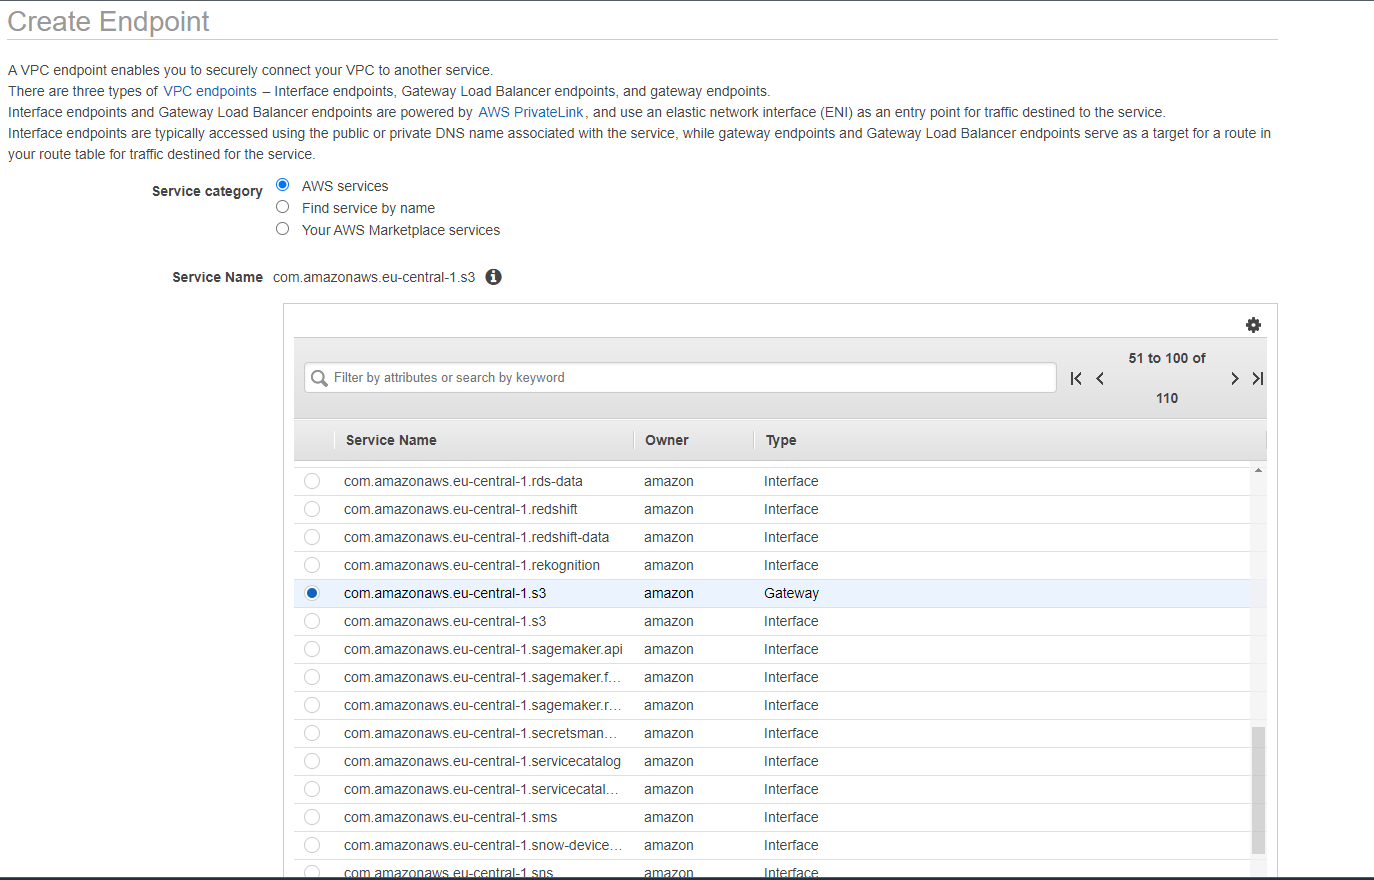 Create Endpoint
A VPC endpoint enables you to securely connect your VPC to another service.
There are three types of VPC endpoints – Interface endpoints, Gateway Load Balancer endpoints, and gateway endpoints.
Interface endpoints and Gateway Load Balancer endpoints are powered by AWS PrivateLink, and use an elastic network interface (ENI) as an entry point for traffic destined to the service.
Interface endpoints are typically accessed using the public or private DNS name associated with the service, while gateway endpoints and Gateway Load Balancer endpoints serve as a target for a route in
your route table for traffic destined for the service.
Service category AWS services
Find service by name
Your AWS Marketplace services
Service Name com.amazonaws.eu-central-1.s3
Filter by attributes or search by keyword
51 to 100 of
110
Service Name Owner Type
com.amazonaws.eu-central-1.rds-data amazon Interface
com.amazonaws.eu-central-1.redshift amazon Interface
com.amazonaws.eu-central-1.redshift-data amazon Interface
com.amazonaws.eu-central-1.rekognition amazon Interface
com.amazonaws.eu-central-1.s3 amazon Gateway
com.amazonaws.eu-central-1.s3 amazon Interface
com.amazonaws.eu-central-1.sagemaker.api amazon Interface
com.amazonaws.eu-central-1.sagemaker.f... amazon Interface
com.amazonaws.eu-central-1.sagemaker.r... amazon Interface
com.amazonaws.eu-central-1.secretsman... amazon Interface
com.amazonaws.eu-central-1.servicecatalog amazon Interface
com.amazonaws.eu-central-1.servicecatal... amazon Interface
com.amazonaws.eu-central-1.sms amazon Interface
com.amazonaws.eu-central-1.snow-device... amazon Interface
com.amazonaws.eu-central-1.sns amazon Interface